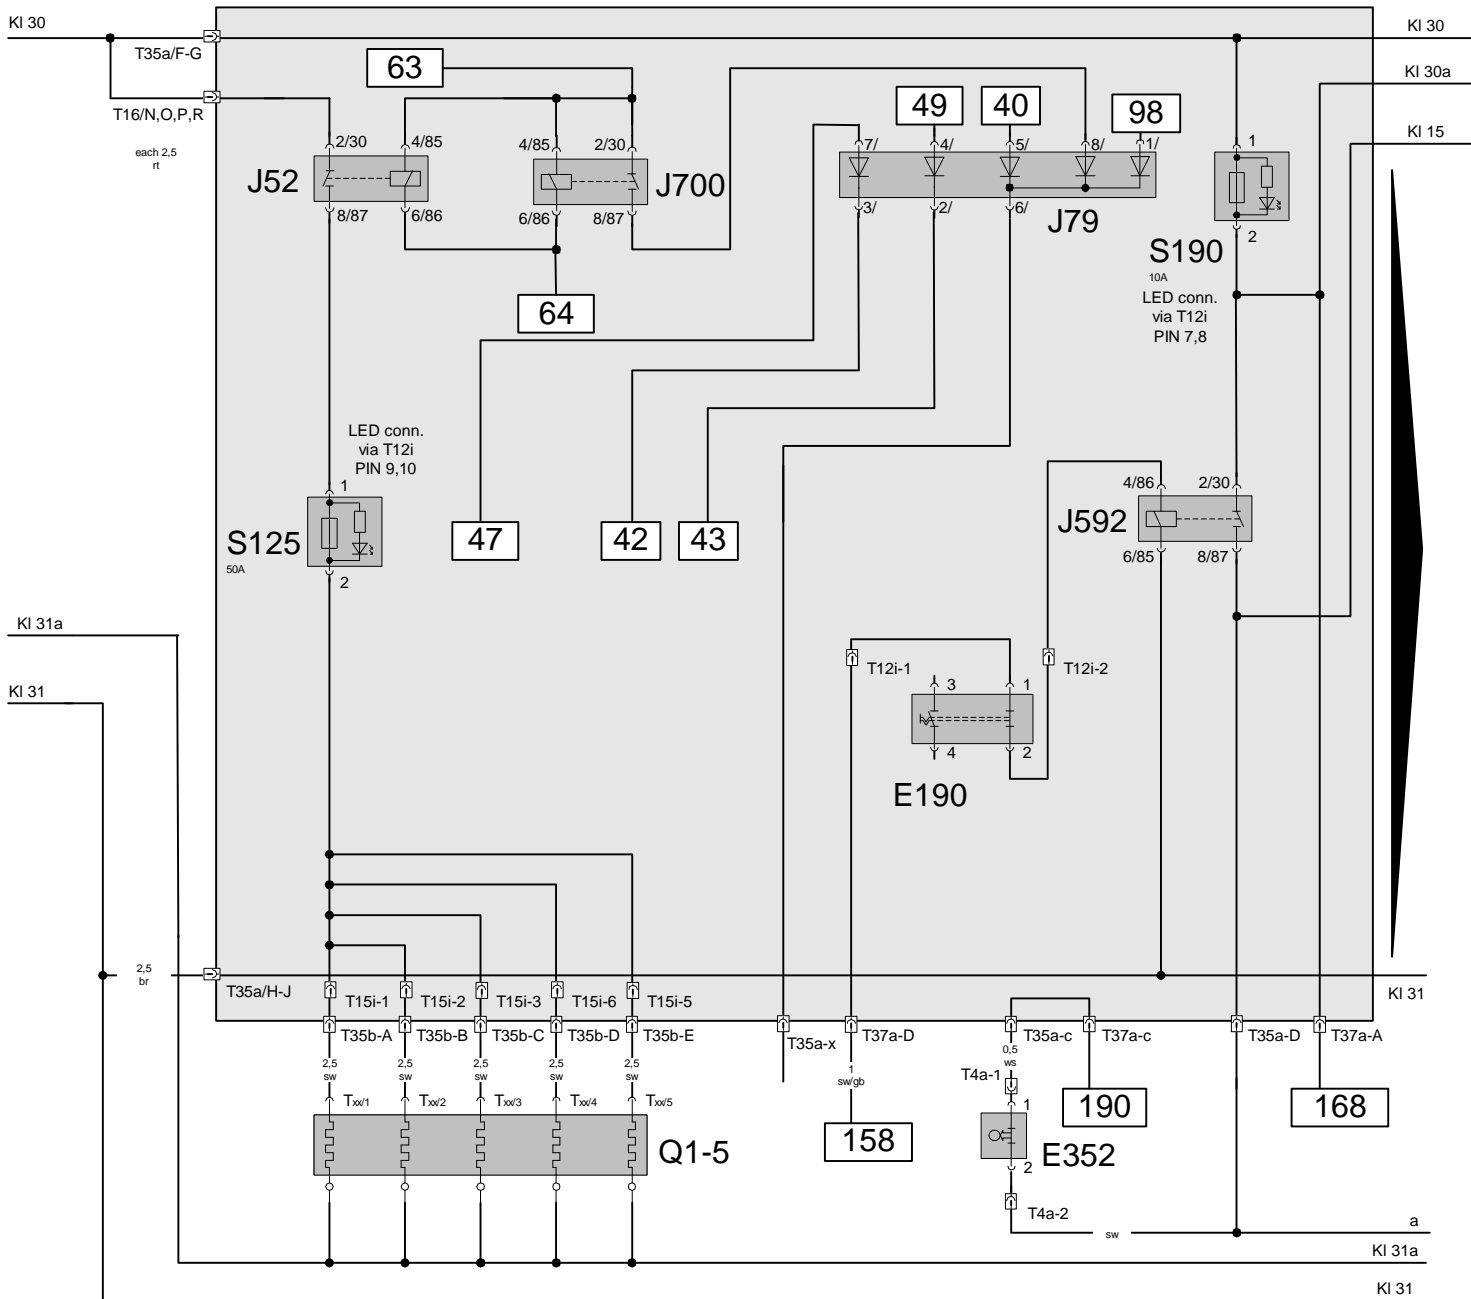 Kl 30
Kl 30
T35a/F-G
63
Kl 30a
T16/N,O,P,R
49
40
98
each 2,5
rt
2/30
4/85
4/85
2/30
7/
4/
5/
8/
1/
1
Kl 15
J52
J700
8/87
6/86
6/86
8/87
3/
2/
6/
J79
2
S190
10A
LED conn.
via T12i
PIN 7,8
64
LED conn.
via T12i
PIN 9,10
1
4/86
2/30
S125
50A
47
42
43
J592
2
6/85
8/87
Kl 31a
Kl 31
T12i-1
T12i-2
3
1
4
2
E190
2,5
br
T35a/H-J
T15i-1
T15i-2
T15i-3
T15i-6
T15i-5
Kl 31
T35b-A
T35b-B
T35b-C
T35b-D
T35b-E
T35a-x
T37a-D
T35a-c
T37a-c
T35a-D
T37a-A
2,5
sw
2,5
sw
2,5
sw
2,5
sw
2,5
sw
1
sw/gb
0,5
ws
T4a-1
Txx/1
Txx/2
Txx/3
Txx/4
Txx/5
158
1
190
168
Q1-5
E352
2
T4a-2
sw
a
Kl 31a
Kl 31